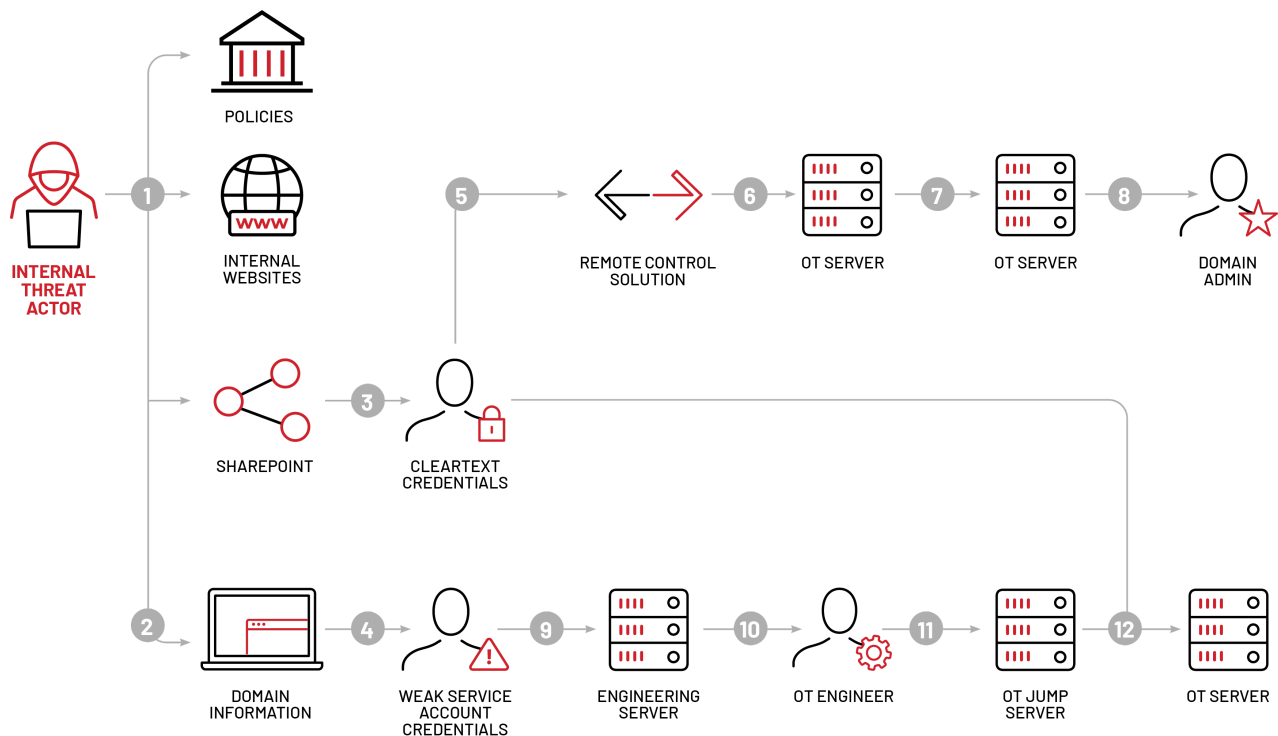 POLICIES
1
WWW
INTERNAL
THREAT
ACTOR
INTERNAL
WEBSITES
5
REMOTE CONTROL
SOLUTION
6
OT SERVER
7
OT SERVER
8
DOMAIN
ADMIN
SHAREPOINT
3
CLEARTEXT
CREDENTIALS
2
DOMAIN
INFORMATION
4
!
WEAK SERVICE
ACCOUNT
CREDENTIALS
9
ENGINEERING
SERVER
10
OT ENGINEER
11
OT JUMP
SERVER
12
OT SERVER